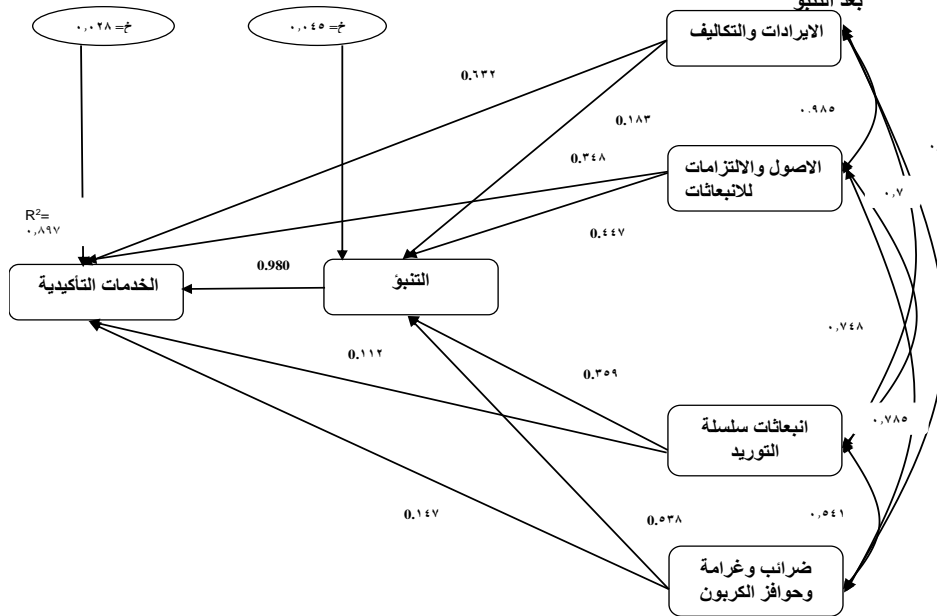 بعد التنبؤ
خ= ٠,٠٢٨
خ= ٠,٠٤٥
الايرادات والتكاليف
0.٦٣٢
٠.٩٨٥
0.١٨٣
0.٣٤٨
الاصول والالتزامات
للانبعاثات
٠,٧
R²=
٠,٨٩٧
0.٤٤٧
0.980
الخدمات التأكيدية
التنبؤ
٠,٧٤٨
0.١١٢
0.٣٥٩
انبعاثات سلسلة
التوريد
٠,٧٨٥
0.١٤٧
0.٥٣٨
٠,٥٤١
ضرائب وغرامة
وحوافز الكربون